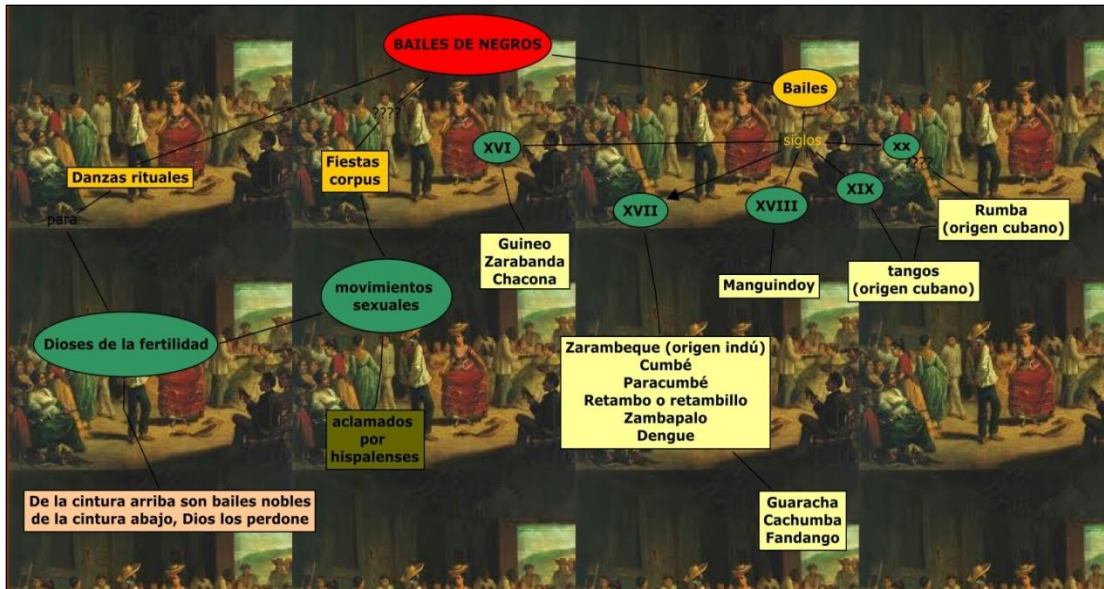 BAILES DE NEGROS
Bailes
????
siglos
XVI
XX
???
Danzas rituales
Fiestas
corpus
XVII
XVIII
XIX
para
Rumba
(origen cubano)
Guineo
Zarabanda
Chacona
tangos
(origen cubano)
Manguindoy
movimientos
sexuales
Dioses de la fertilidad
Zarambeque (origen indú)
Cumbé
Paracumbé
Retambo o retambillo
Zambapalo
Dengue
aclamados
por
hispalenses
De la cintura arriba son bailes nobles
de la cintura abajo, Dios los perdone
Guaracha
Cachumba
Fandango